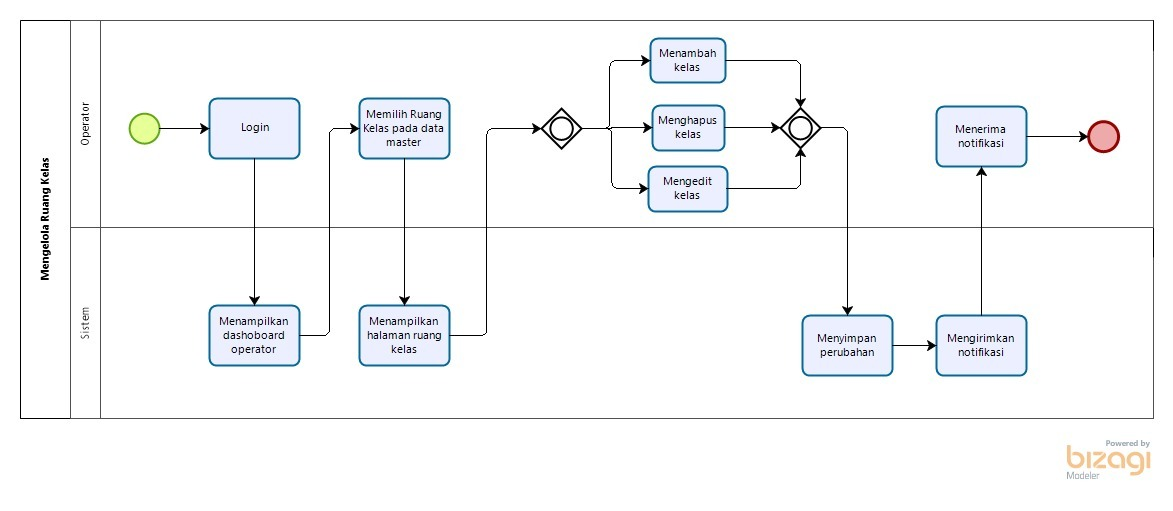 Mengelola Ruang Kelas
Operator
Login
Memilih Ruang
Kelas pada data
master
Menambah
kelas
Menghapus
kelas
Mengedit
kelas
Menerima
notifikasi
Sistem
Menampilkan
dashoboard
operator
Menampilkan
halaman ruang
kelas
Menyimpan
perubahan
Mengirimkan
notifikasi
Powered by
bizagi
Modeler